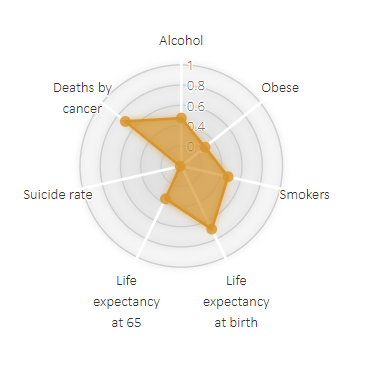 Alcohol
1
Deaths by
cancer
0.8
Obese
0.6
0.4
Suicide rate
Smokers
Life
expectancy
at 65
Life
expectancy
at birth